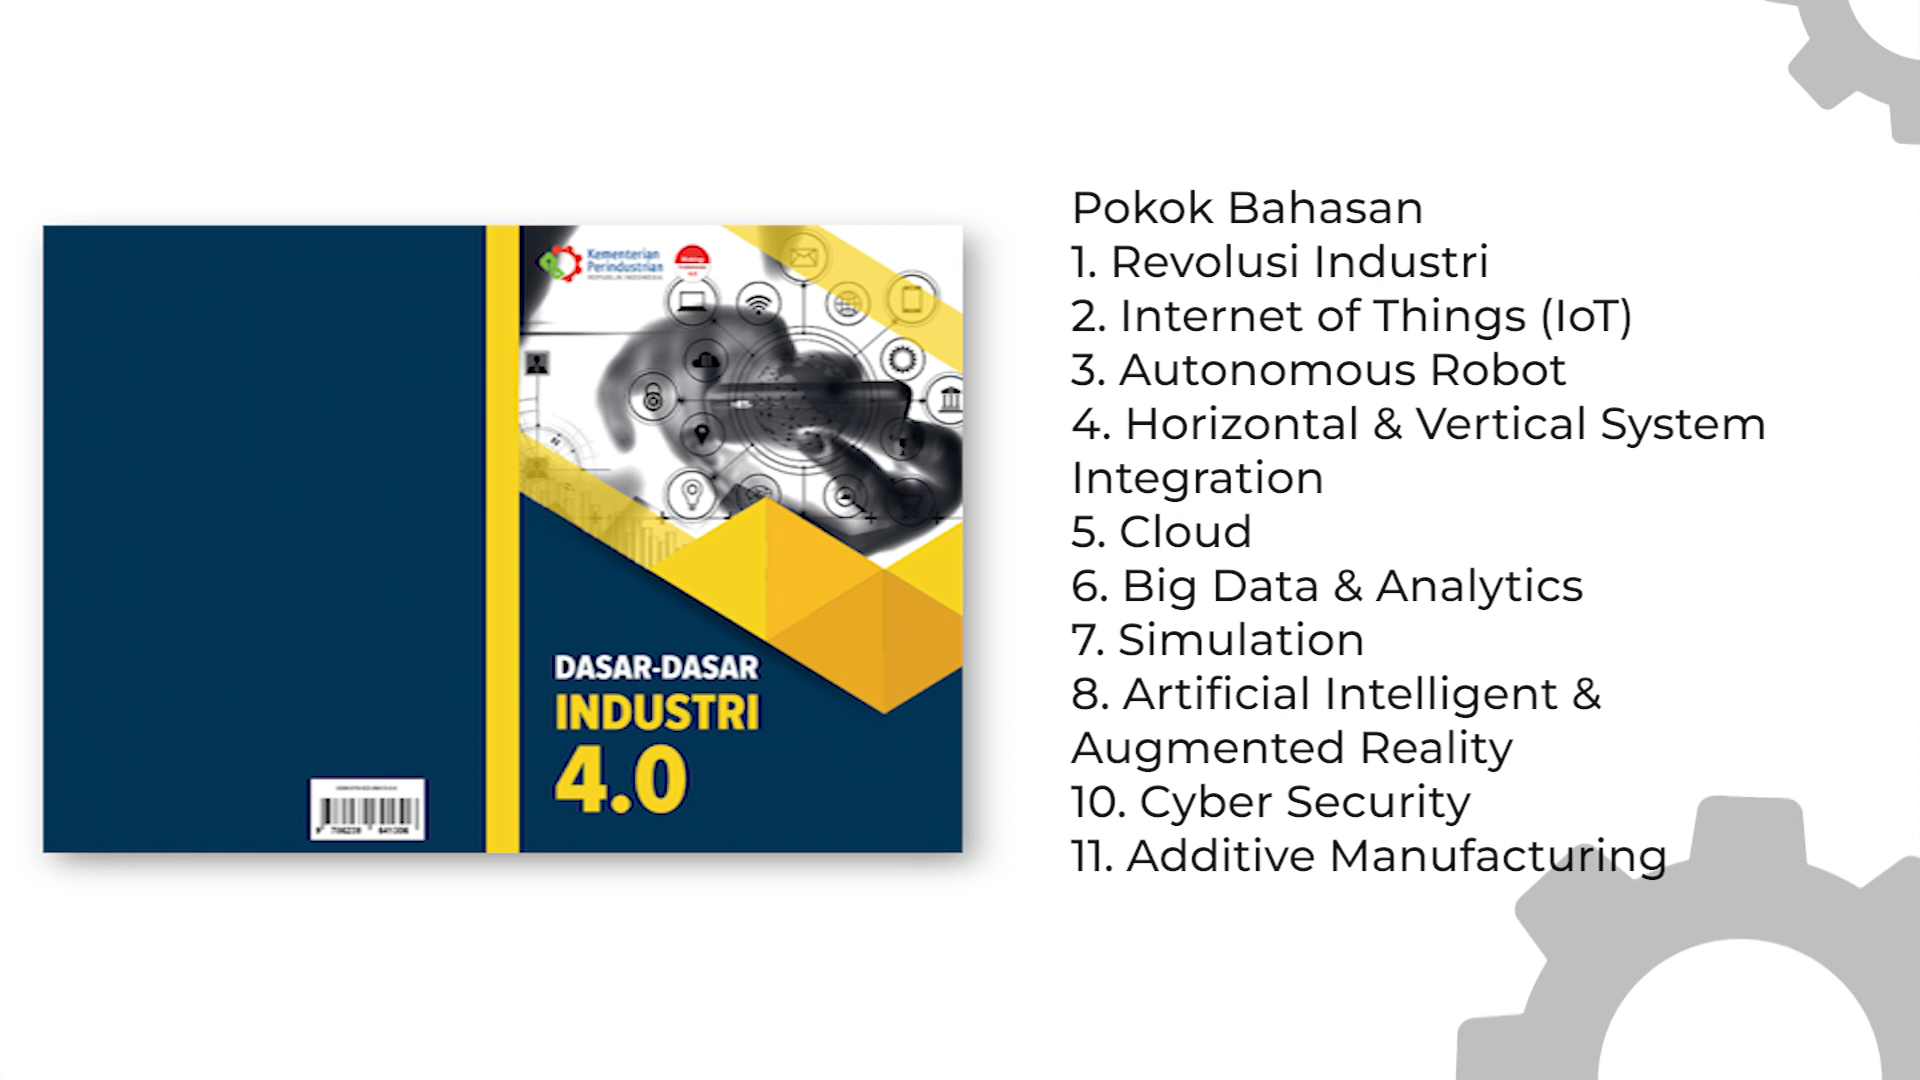 Kementerian
Perindustrian
REPUBLIK INDONESIA
DASAR-DASAR
INDUSTRI
4.0
Pokok Bahasan
1. Revolusi Industri
2. Internet of Things (IoT)
3. Autonomous Robot
4. Horizontal & Vertical System
Integration
5. Cloud
6. Big Data & Analytics
7. Simulation
8. Artificial Intelligent &
Augmented Reality
10. Cyber Security
11. Additive Manufacturing